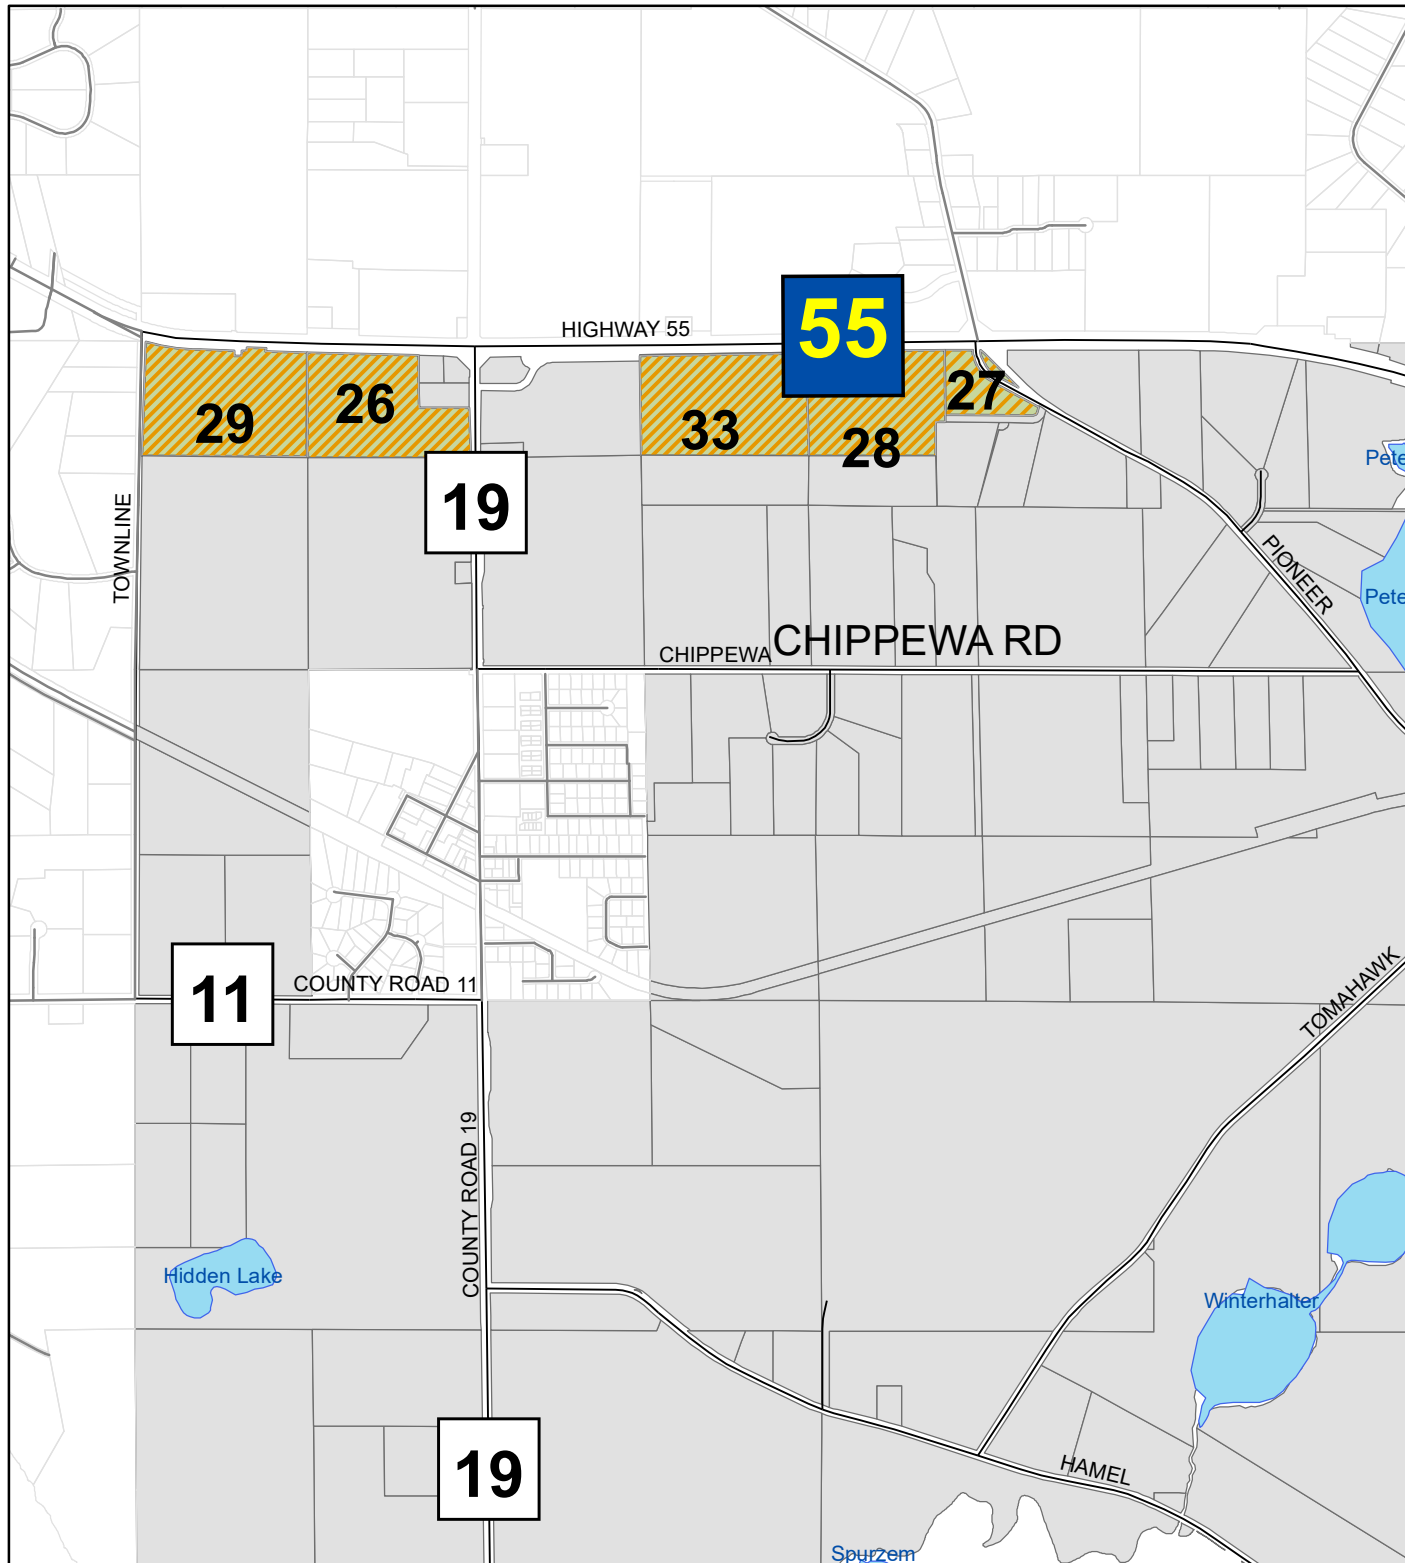 55
HIGHWAY 55
29
26
33
28
27
19
TOWNLINE
Pete
PIONEER
Pete
CHIPPEWA
CHIPPEWA RD
11
COUNTY ROAD 11
TOMAHAWK
COUNTY ROAD 19
Hidden Lake
Winterhalter
19
HAMEL
Spurzem